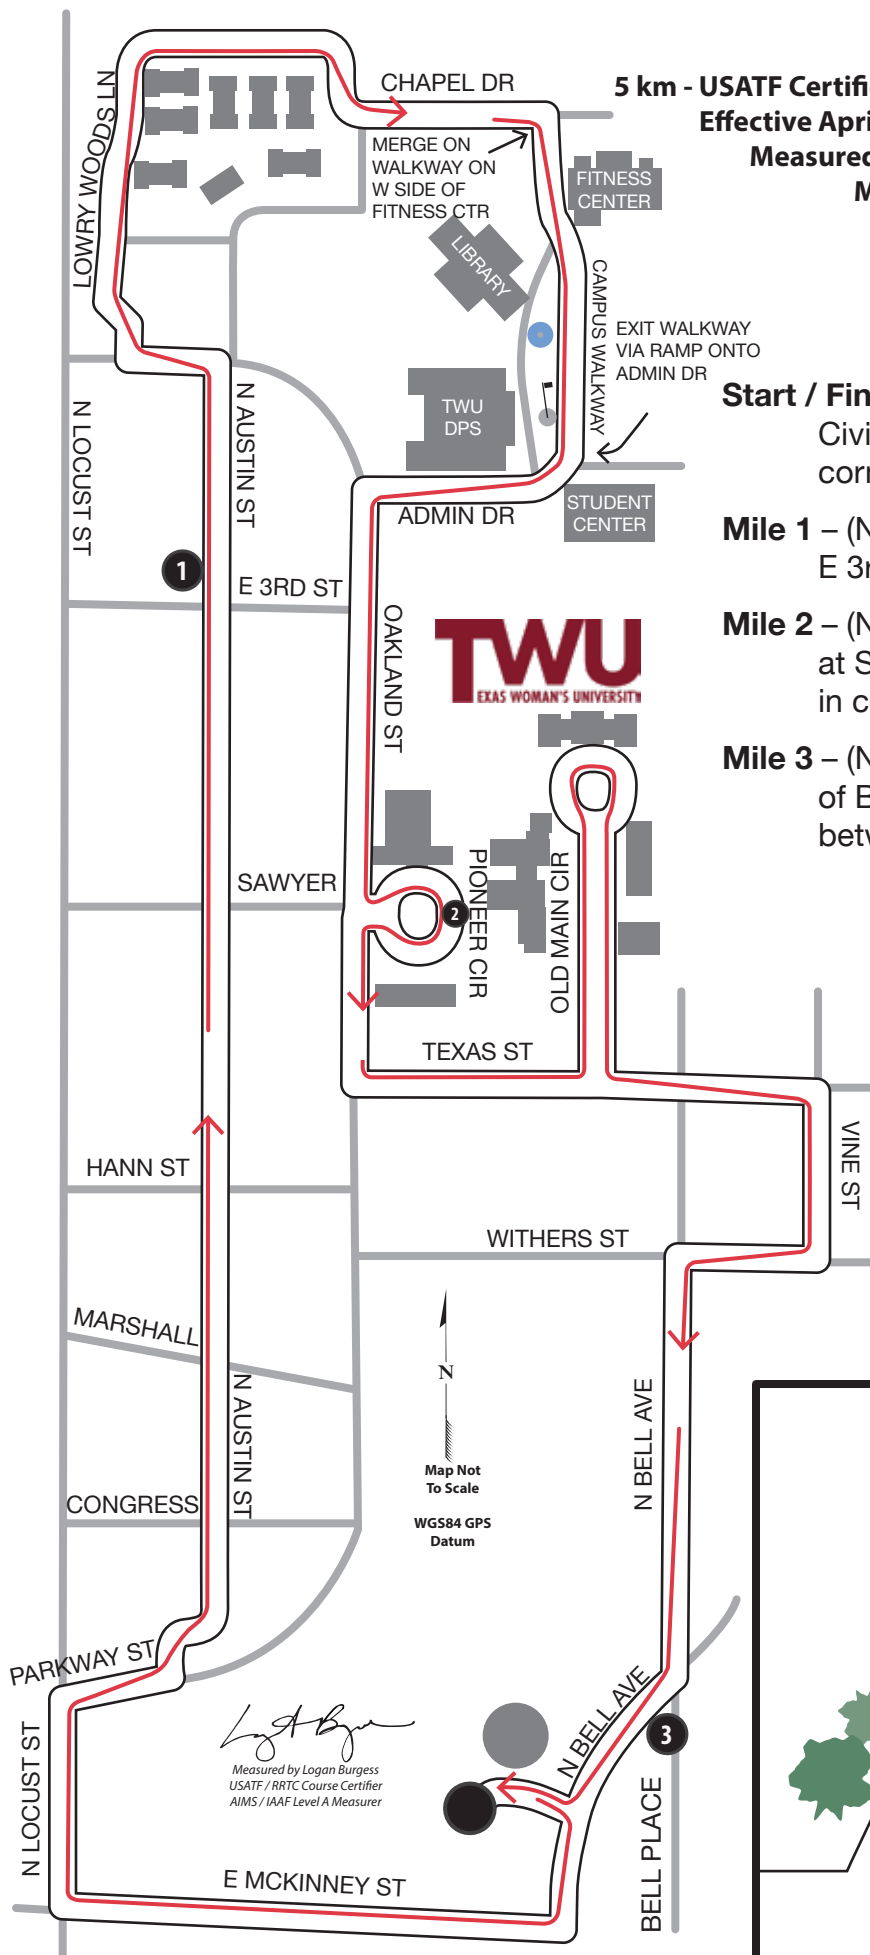 5 km - USATF Certifi
Effective Apri
Measured
M
CHAPEL DR
MERGE ON
WALKWAY ON
W SIDE OF
FITNESS CTR
LOWRY WOODS LN
FITNESS
CENTER
LIBRARY
CAMPUS WALKWAY
EXIT WALKWAY
VIA RAMP ONTO
ADMIN DR
Start / Fin
Civi
corr
N LOCUST ST
N AUSTIN ST
TWU
DPS
ADMIN DR
STUDENT
CENTER
Mile 1 – (N
E 3r
1
E 3RD ST
OAKLAND ST
TWU
EXAS WOMAN'S UNIVERSITY
Mile 2 – (N
at S
in c
Mile 3 – (N
of B
betw
SAWYER
2
PIONEER CIR
OLD MAIN CIR
TEXAS ST
HANN ST
VINE ST
WITHERS ST
MARSHALL
N
Map Not
To Scale
WGS84 GPS
Datum
N AUSTIN ST
N BELL AVE
CONGRESS
PARKWAY ST
N LOCUST ST
Measured by Logan Burgess
USATF / RRTC Course Certifier
AIMS / IAAF Level A Measurer
N BELL AVE
3
BELL PLACE
E MCKINNEY ST